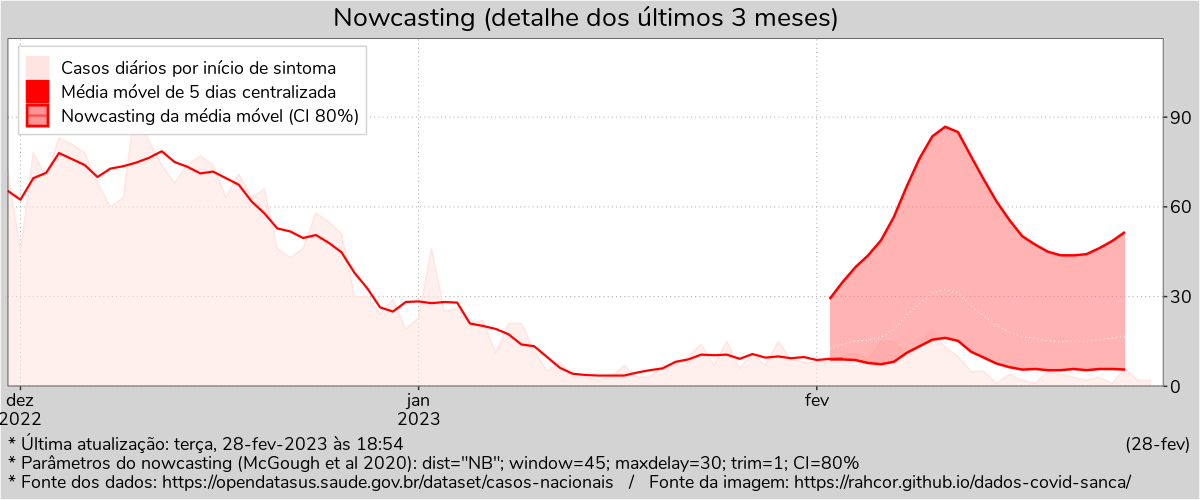 Nowcasting (detalhe dos últimos 3 meses)
Casos diários por início de sintoma
Média móvel de 5 dias centralizada
Nowcasting da média móvel (CI 80%)
90
60
30
0
dez
2022
jan
2023
fev
* Última atualização: terça, 28-fev-2023 às 18:54
(28-fev)
* Parâmetros do nowcasting (McGough et al 2020): dist="NB"; window=45; maxdelay=30; trim=1; CI=80%
* Fonte dos dados: https://opendatasus.saude.gov.br/dataset/casos-nacionais / Fonte da imagem: https://rahcor.github.io/dados-covid-sanca/